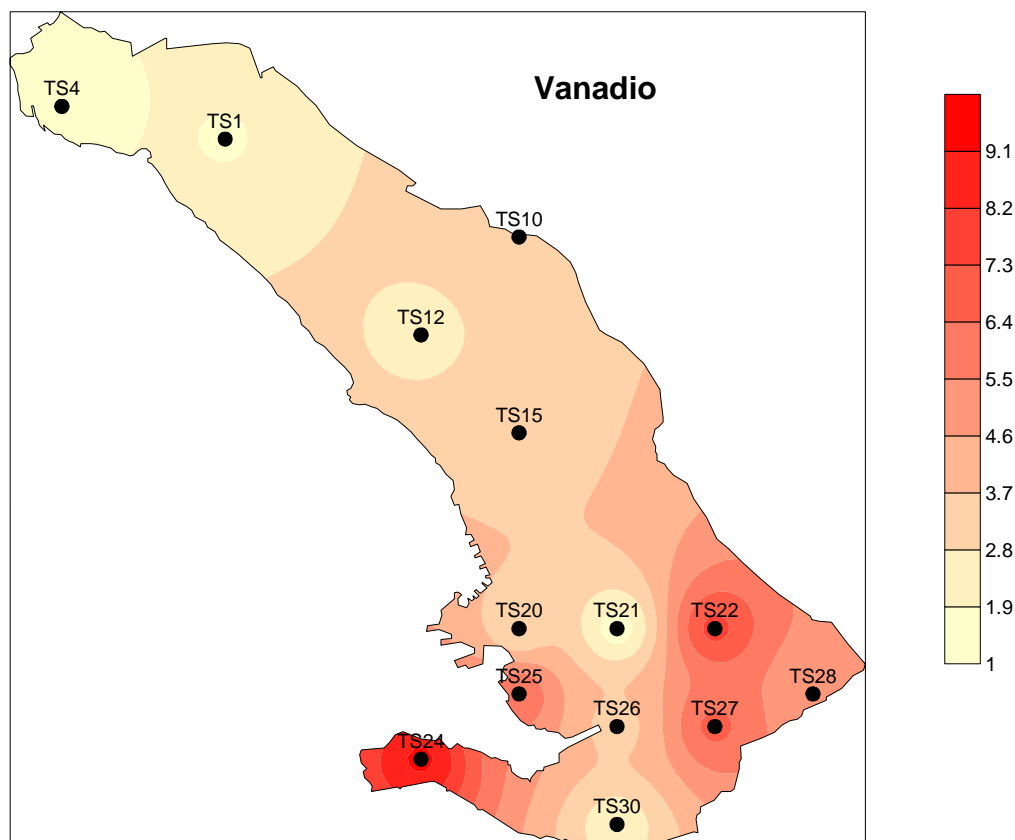 Vanadio
TS4
TS1
TS10
TS12
TS15
TS20
TS21
TS22
TS25
TS28
TS26
TS27
TS24
TS30
9.1
8.2
7.3
6.4
5.5
4.6
3.7
2.8
1.9
1